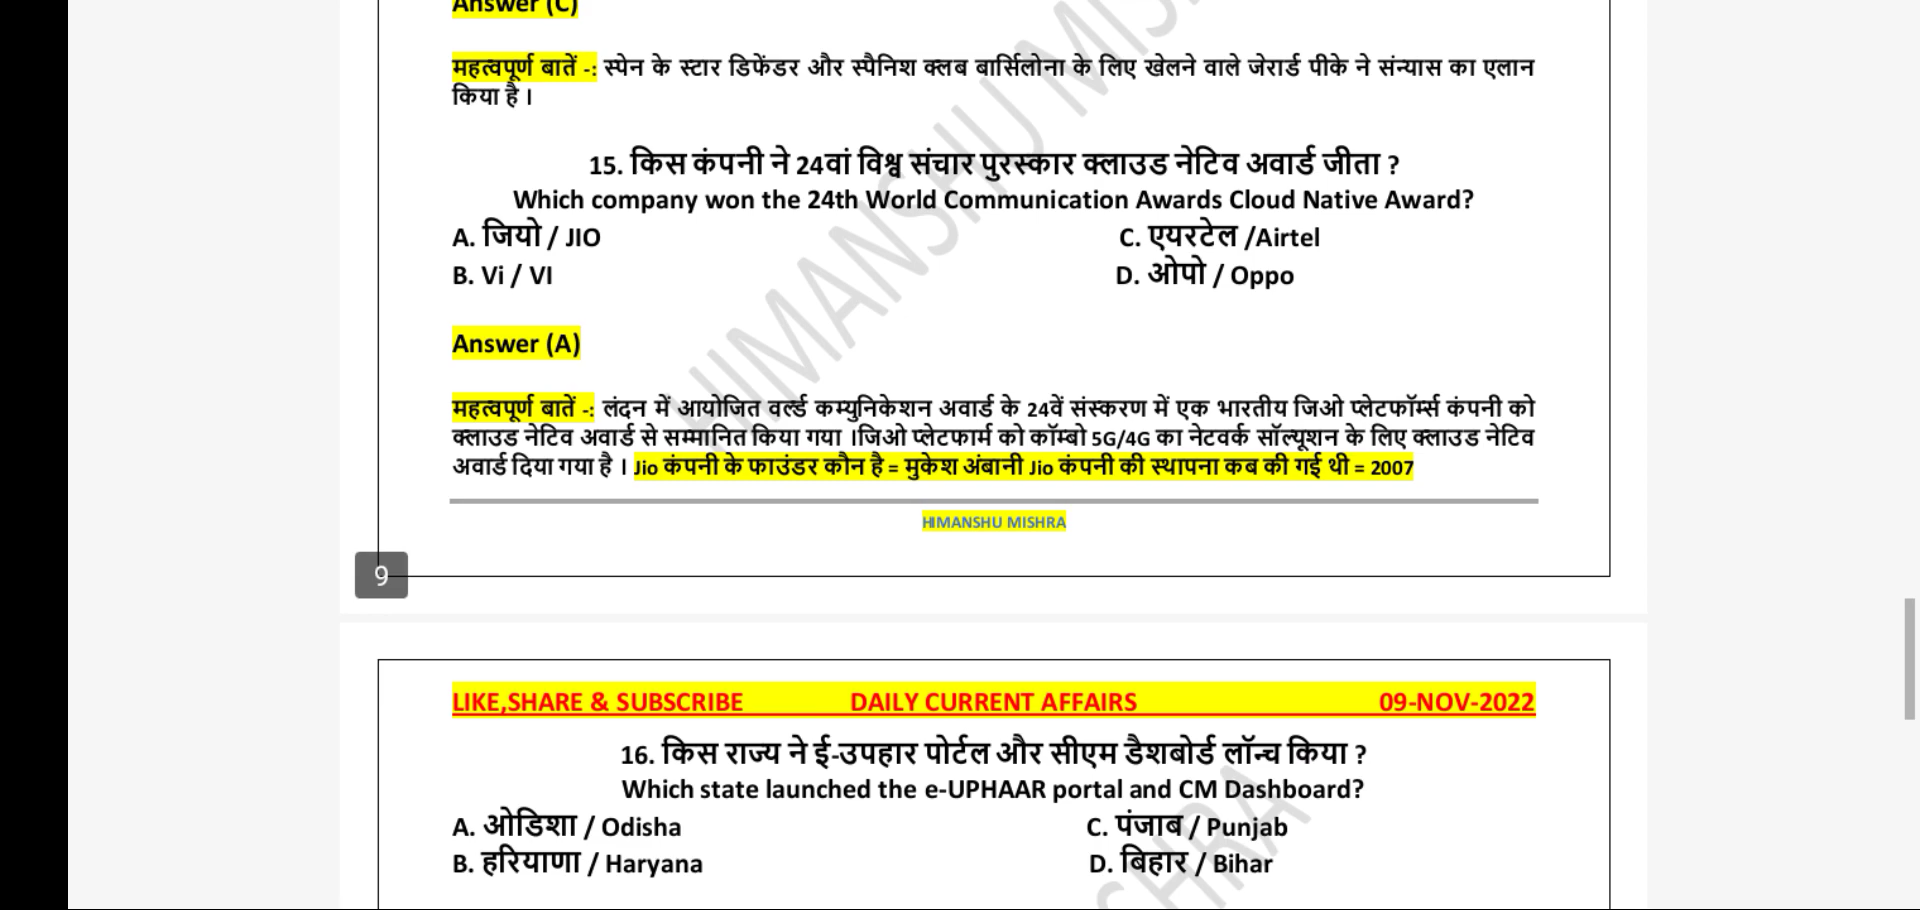 Answer (C)
महत्वपूर्ण बातें -: स्पेन के स्टार डिफेंडर और स्पैनिश क्लब बार्सिलोना के लिए खेलने वाले जेरार्ड पीके ने संन्यास का एलान
किया है ।
15. किस कंपनी ने 24वां विश्व संचार पुरस्कार क्लाउड नेटिव अवार्ड जीता ?
Which company won the 24th World Communication Awards Cloud Native Award?
A. जियो / JIO C. एयरटेल /Airtel
B. Vi / VI D. ओपो / Oppo
Answer (A)
महत्वपूर्ण बातें -: लंदन में आयोजित वर्ल्ड कम्युनिकेशन अवार्ड के 24वें संस्करण में एक भारतीय जिओ प्लेटफॉर्म्स कंपनी को
क्लाउड नेटिव अवार्ड से सम्मानित किया गया ।जिओ प्लेटफार्म को कॉम्बो 5G/4G का नेटवर्क सॉल्यूशन के लिए क्लाउड नेटिव
अवार्ड दिया गया है । Jio कंपनी के फाउंडर कौन है = मुकेश अंबानी Jio कंपनी की स्थापना कब की गई थी = 2007
HIMANSHU MISHRA
9
LIKE,SHARE & SUBSCRIBE DAILY CURRENT AFFAIRS 09-NOV-2022
16. किस राज्य ने ई-उपहार पोर्टल और सीएम डैशबोर्ड लॉन्च किया ?
Which state launched the e-UPHAAR portal and CM Dashboard?
A. ओडिशा / Odisha C. पंजाब / Punjab
B. हरियाणा / Haryana D. बिहार / Bihar